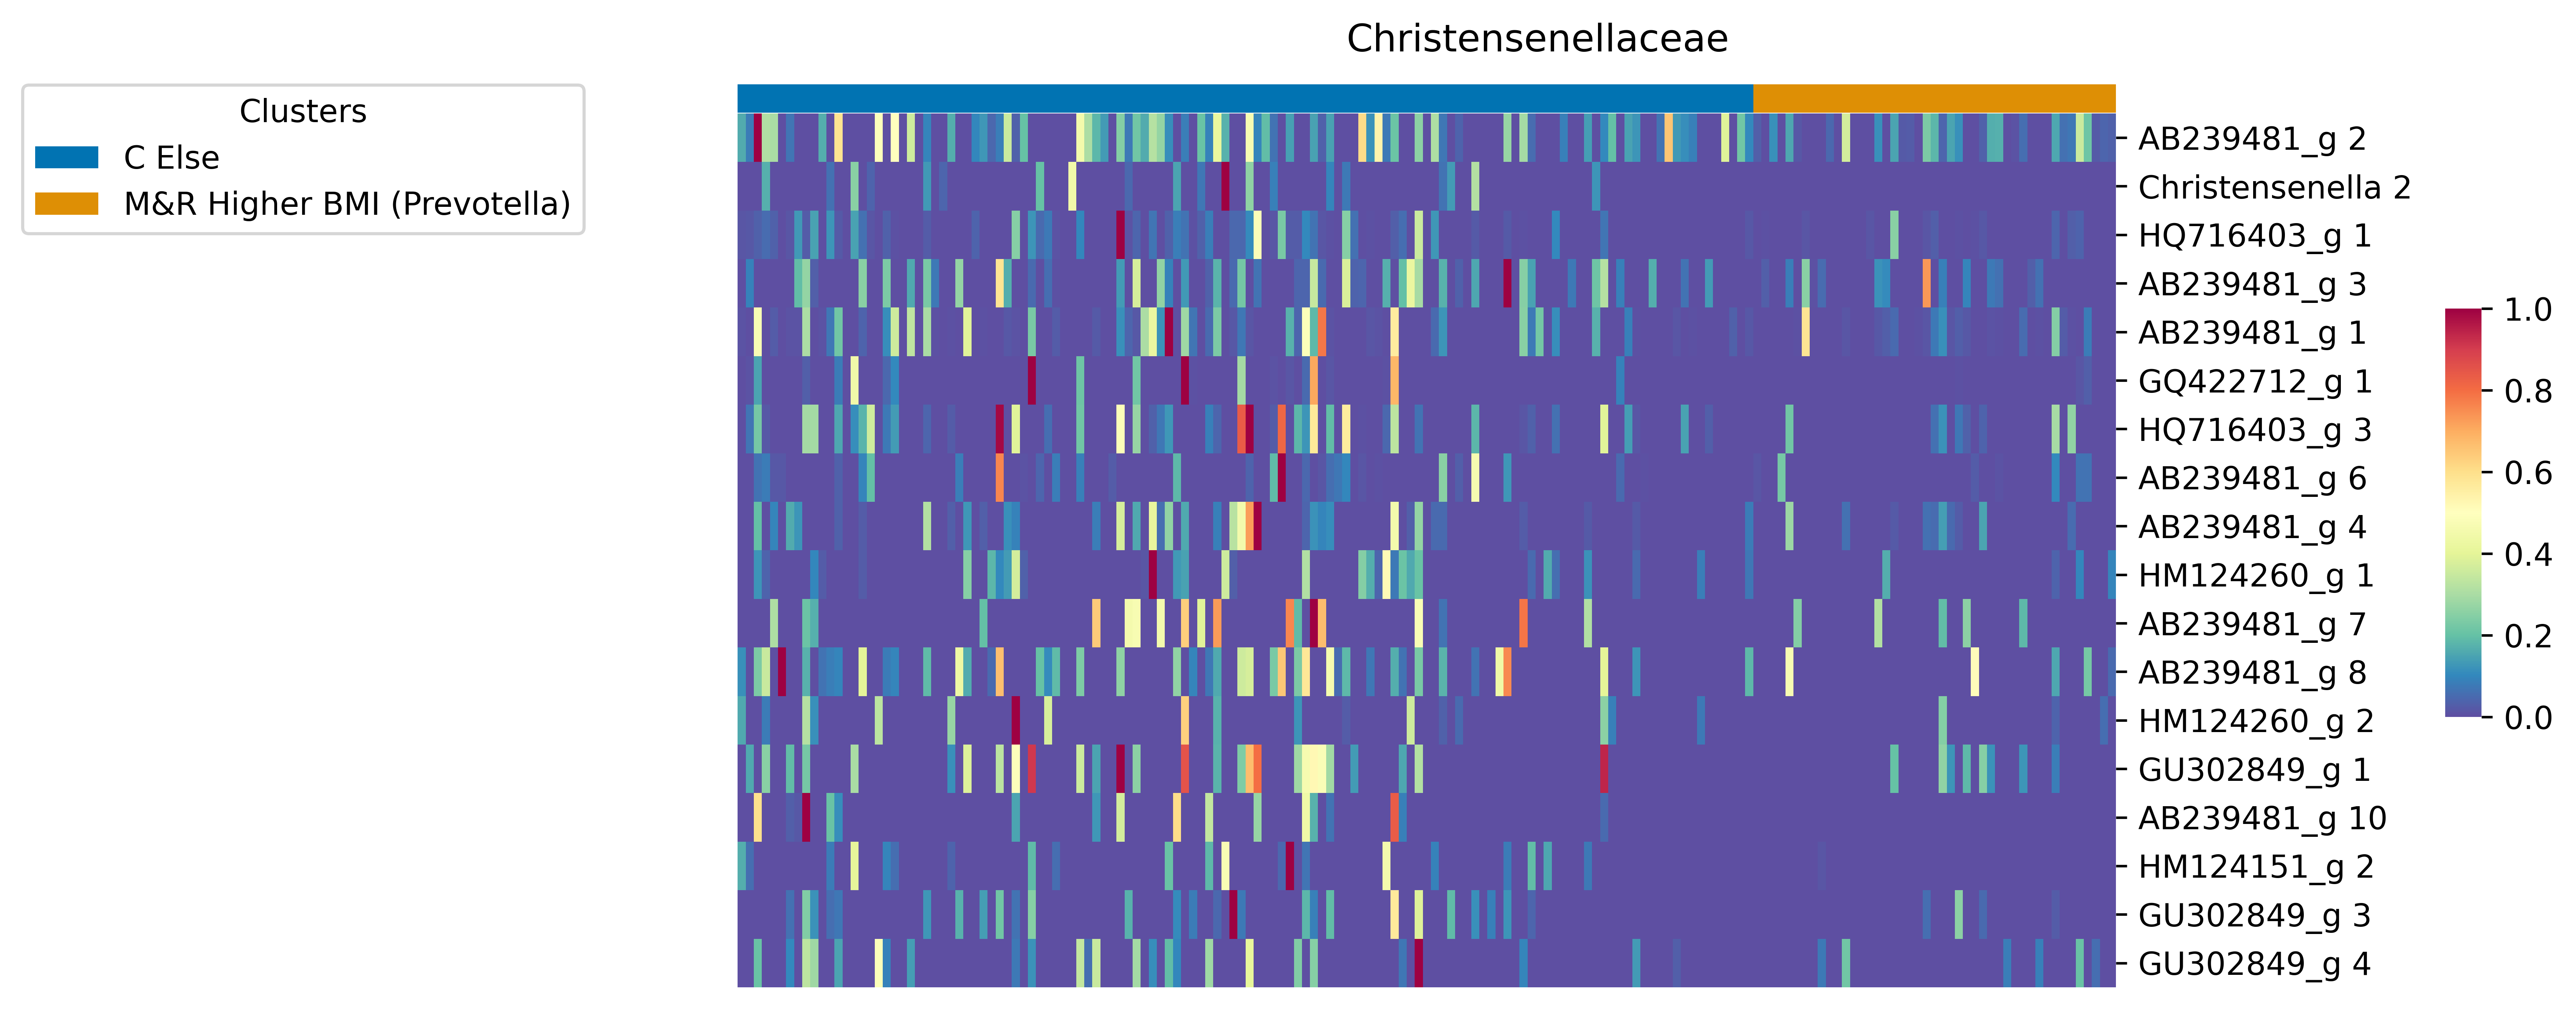 Christensenellaceae
Clusters
C Else
M&R Higher BMI (Prevotella)
AB239481_g 2
Christensenella 2
HQ716403_g 1
AB239481_g 3
AB239481_g 1
GQ422712_g 1
HQ716403_g 3
AB239481_g 6
AB239481_g 4
HM124260_g 1
AB239481_g 7
AB239481_g 8
HM124260_g 2
GU302849_g 1
AB239481_g 10
HM124151_g 2
GU302849_g 3
GU302849_g 4
1.0
0.8
0.6
0.4
0.2
0.0